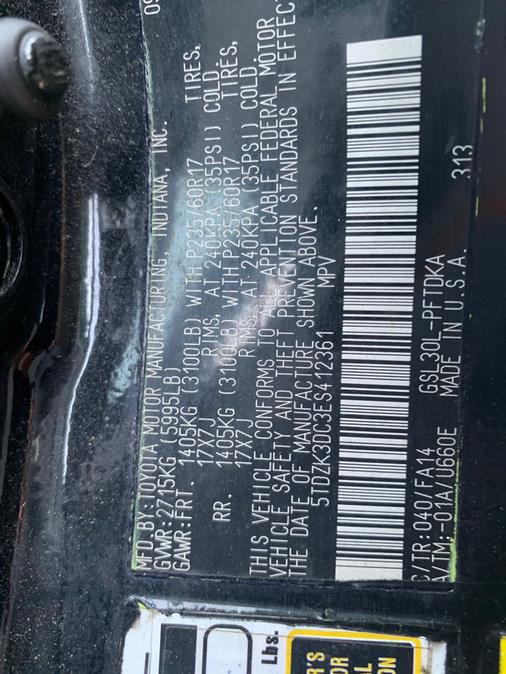 09
MFD.BY:TOYOTA MOTOR MANUFACTURING, INDIANA, INC.
GVWR:2715KG (5995LB)
GAWR:FRT. 1405KG (3100LB) WITH P235/60R17 TIRES,
17X7J RIMS, AT 240KPA (35PSI) COLD
RR. 1405KG (3100LB) WITH P235/60R17 TIRES,
17X7J RIMS, AT 240KPA (35PSI) COLD
THIS VEHICLE CONFORMS TO ALL APPLICABLE FEDERAL MOTOR
VEHICLE SAFETY AND THEFT PREVENTION STANDARDS IN EFFECT
THE DATE OF MANUFACTURE SHOWN ABOVE.
5TDZK3DC3ES412361 MPV
313
C/TR:040/FA14 GSL30L-PFTDKA
A/TM:-01A/U660E MADE IN U.S.A.
Lbs.